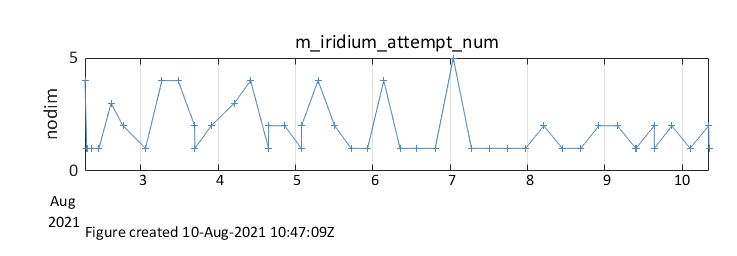 m_iridium_attempt_num
5
nodim
0
3 4 5 6 7 8 9 10
Aug
2021
Figure created 10-Aug-2021 10:47:09Z